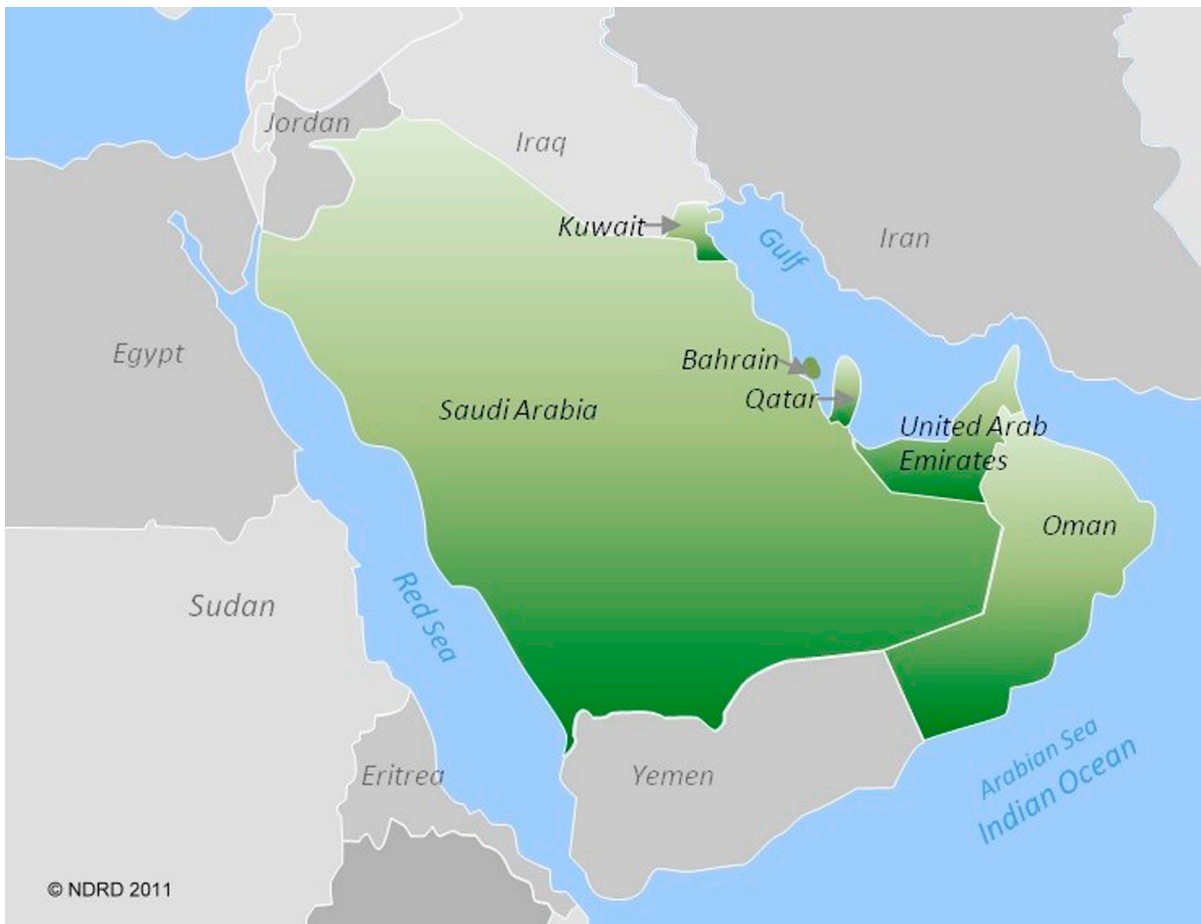 Jordan
Iraq
Kuwait
Gulf
Iran
Egypt
Bahrain
Qatar
Saudi Arabia
United Arab
Emirates
Oman
Red Sea
Sudan
Arabian Sea
Indian Ocean
Eritrea
Yemen
© NDRD 2011